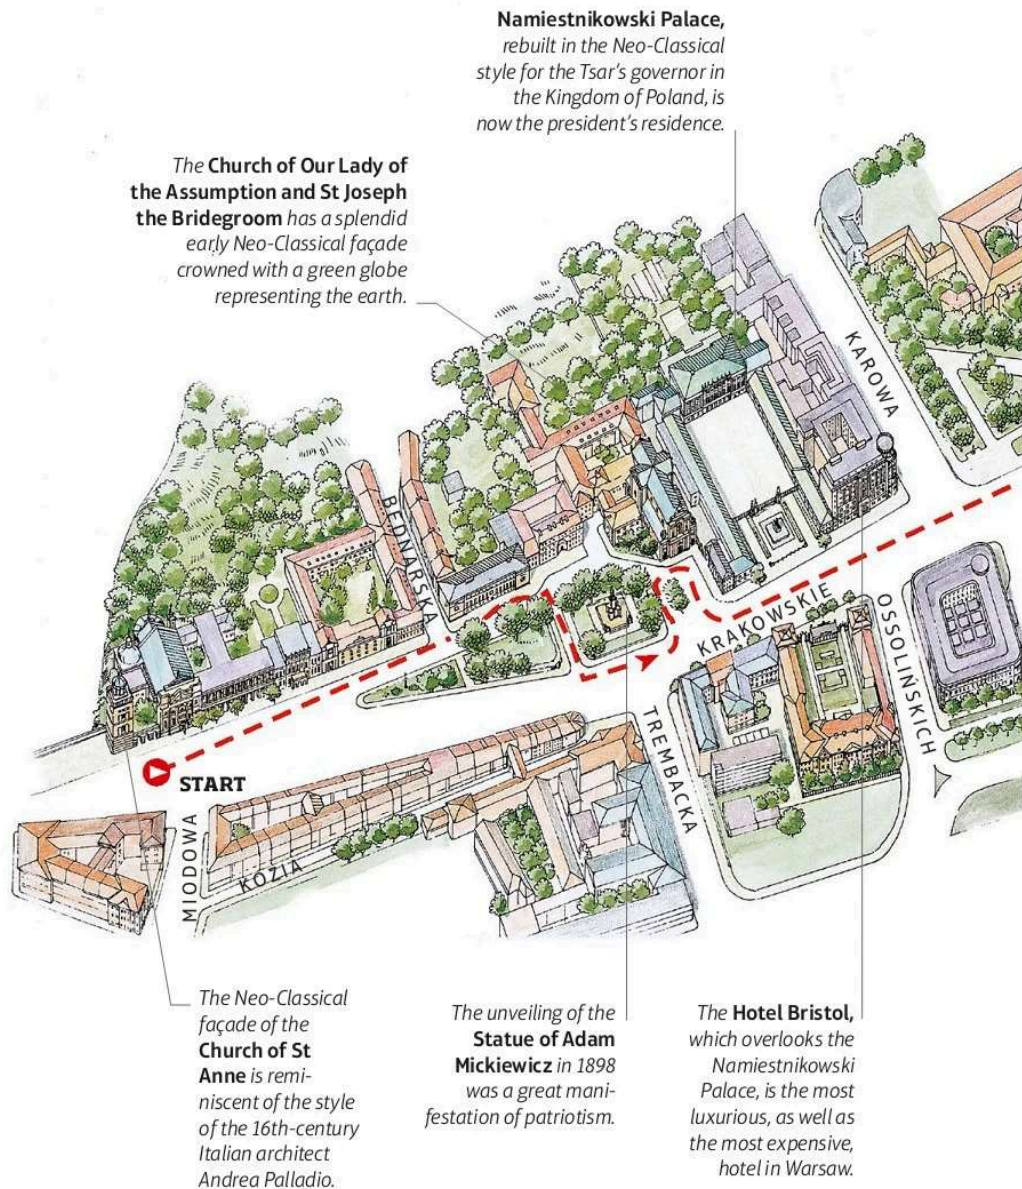 Namiestnikowski Palace,
rebuilt in the Neo-Classical
style for the Tsar's governor in
the Kingdom of Poland, is
now the president's residence.
The Church of Our Lady of
the Assumption and St Joseph
the Bridegroom has a splendid
early Neo-Classical façade
crowned with a green globe
representing the earth.
KAROWA
BEDNARSKA
KRAKOWSKIE
OSSOLIŃSKICH
TREMBACKA
START
MIODOWA
KOZIA
The Neo-Classical
façade of the
Church of St
Anne is remi-
niscent of the style
of the 16th-century
Italian architect
Andrea Palladio.
The unveiling of the
Statue of Adam
Mickiewicz in 1898
was a great mani-
festation of patriotism.
The Hotel Bristol,
which overlooks the
Namiestnikowski
Palace, is the most
luxurious, as well as
the most expensive,
hotel in Warsaw.